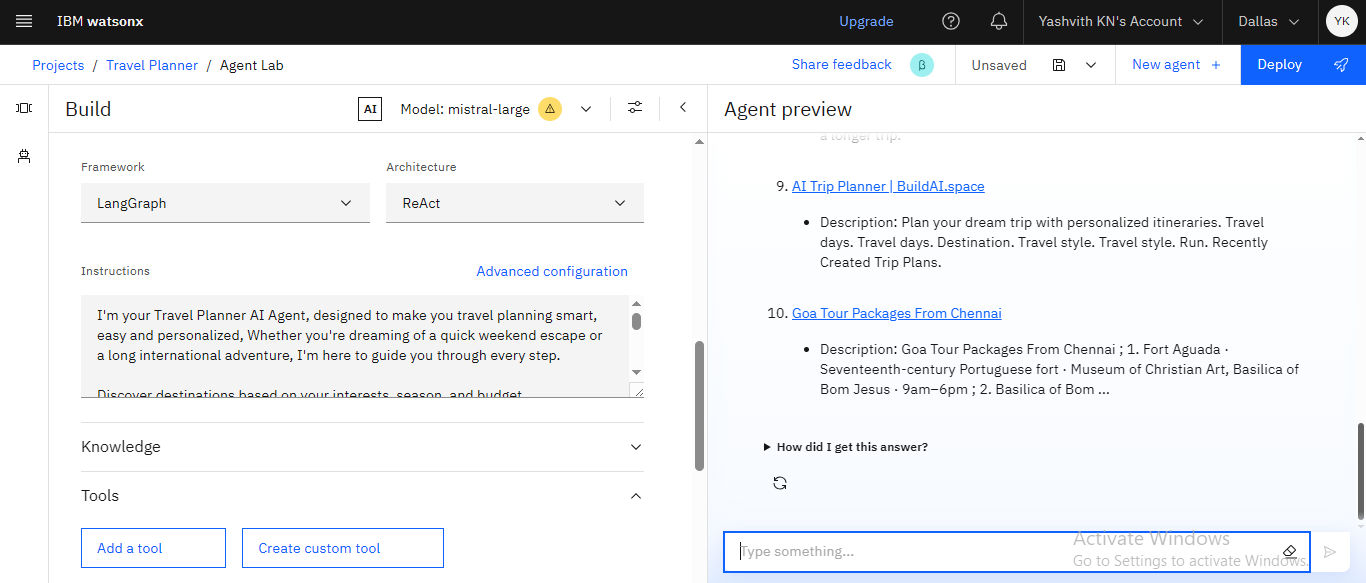 IBM watsonx
Upgrade
Yashvith KN's Account
Dallas
YK
Projects / Travel Planner / Agent Lab
Share feedback
β
Unsaved
New agent +
Deploy
Build
AI
Model: mistral-large
Agent preview
Framework
Architecture
LangGraph
ReAct
Instructions
Advanced configuration
I'm your Travel Planner AI Agent, designed to make you travel planning smart,
easy and personalized, Whether you're dreaming of a quick weekend escape or
a long international adventure, I'm here to guide you through every step.
Discover destinations based on your interests, season, and budget
Knowledge
Tools
Add a tool
Create custom tool
a longer trip.
9. AI Trip Planner | BuildAI.space
• Description: Plan your dream trip with personalized itineraries. Travel
days. Travel days. Destination. Travel style. Travel style. Run. Recently
Created Trip Plans.
10. Goa Tour Packages From Chennai
• Description: Goa Tour Packages From Chennai ; 1. Fort Aguada ·
Seventeenth-century Portuguese fort · Museum of Christian Art, Basilica of
Bom Jesus · 9am–6pm ; 2. Basilica of Bom ...
How did I get this answer?
Type something...
Activate Windows
Go to Settings to activate Windows.